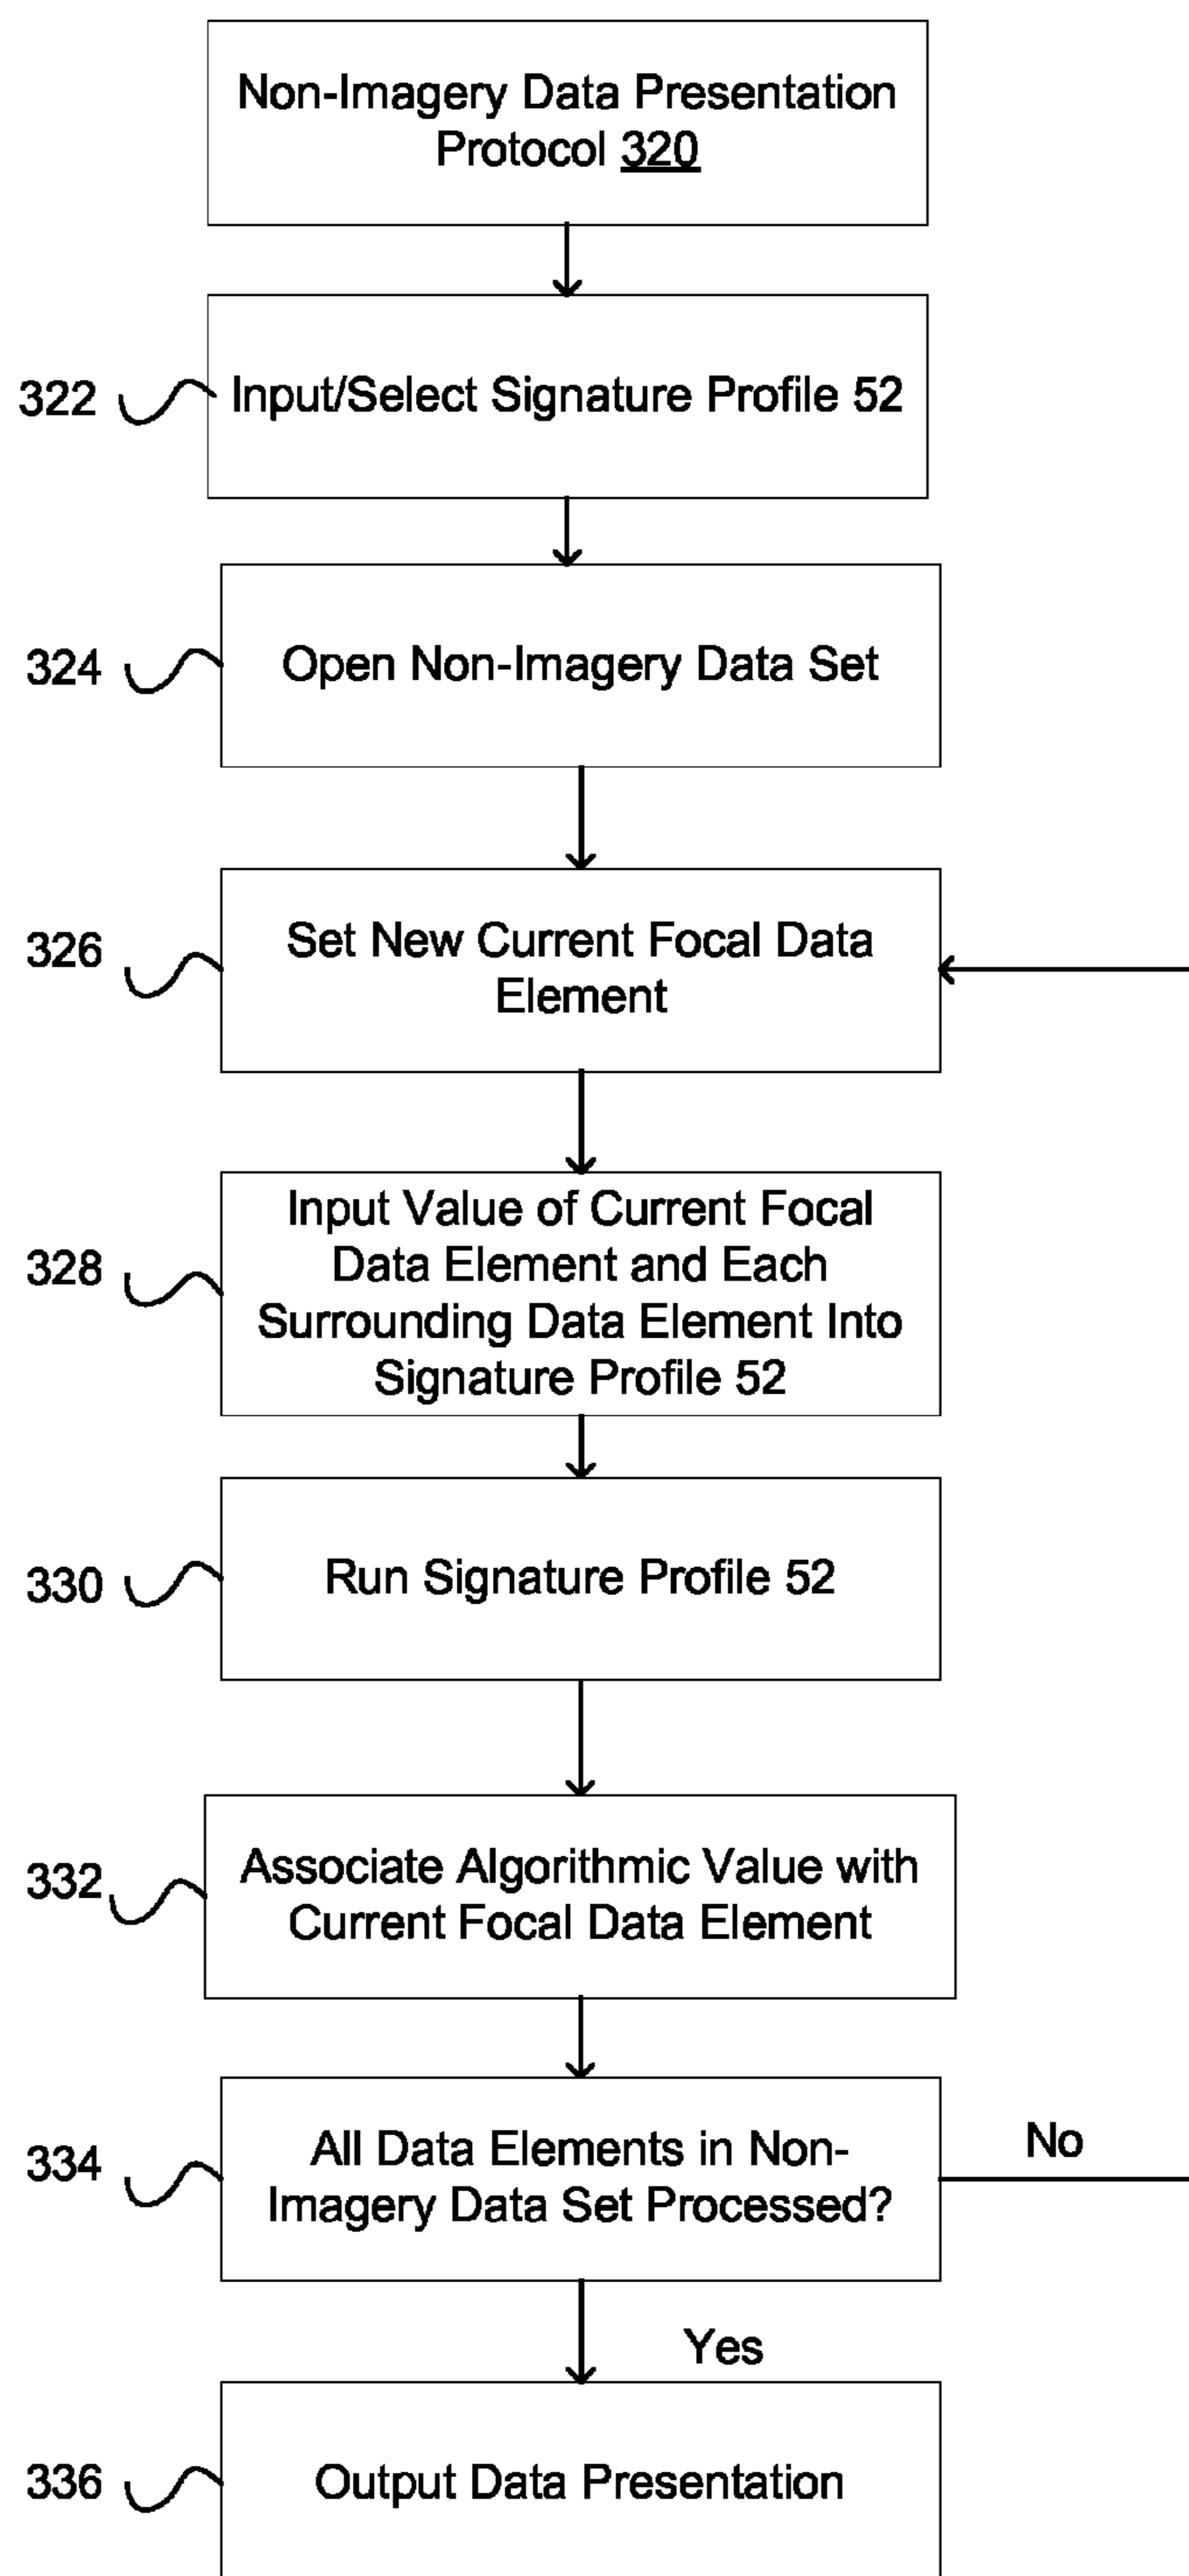 Non-Imagery Data Presentation
Protocol 320
322
Input/Select Signature Profile 52
324
Open Non-Imagery Data Set
326
Set New Current Focal Data
Element
328
Input Value of Current Focal
Data Element and Each
Surrounding Data Element Into
Signature Profile 52
330
Run Signature Profile 52
332
Associate Algorithmic Value with
Current Focal Data Element
334
All Data Elements in Non-
Imagery Data Set Processed?
No
Yes
336
Output Data Presentation